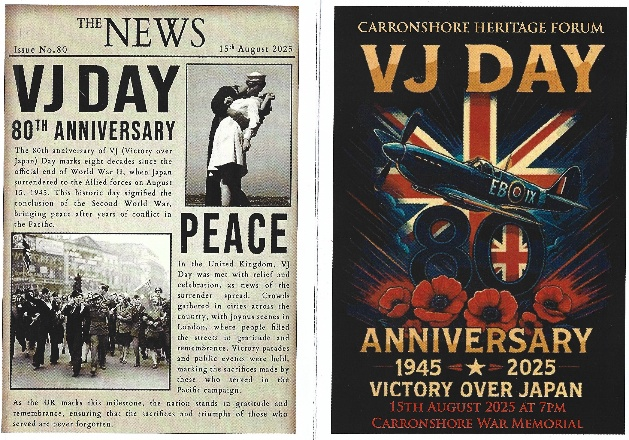 THE NEWS
Issue No.80
15th August 2025
VJ DAY
80TH ANNIVERSARY
The 80th anniversary of VJ (Victory over
Japan) Day marks eight decades since the
official end of World War II, when Japan
surrendered to the Allied forces on August
15, 1945. This historic day signified the
conclusion of the Second World War,
bringing peace after years of conflict in
the Pacific.
PEACE
In the United Kingdom, VJ
Day was met with relief and
celebration, as news of the
surrender spread. Crowds
gathered in cities across the
country, with joyous scenes in
London, where people filled
the streets in gratitude and
remembrance. Victory parades
and public events were held,
marking the sacrifices made by
those who served in the
Pacific campaign.
As the UK marks this milestone, the nation stands in gratitude and
remembrance, ensuring that the sacrifices and triumphs of those who
served are never forgotten.
CARRONSHORE HERITAGE FORUM
VJ DAY
EB IX
80
ANNIVERSARY
1945 ★ 2025
VICTORY OVER JAPAN
15TH AUGUST 2025 AT 7PM
CARRONSHORE WAR MEMORIAL